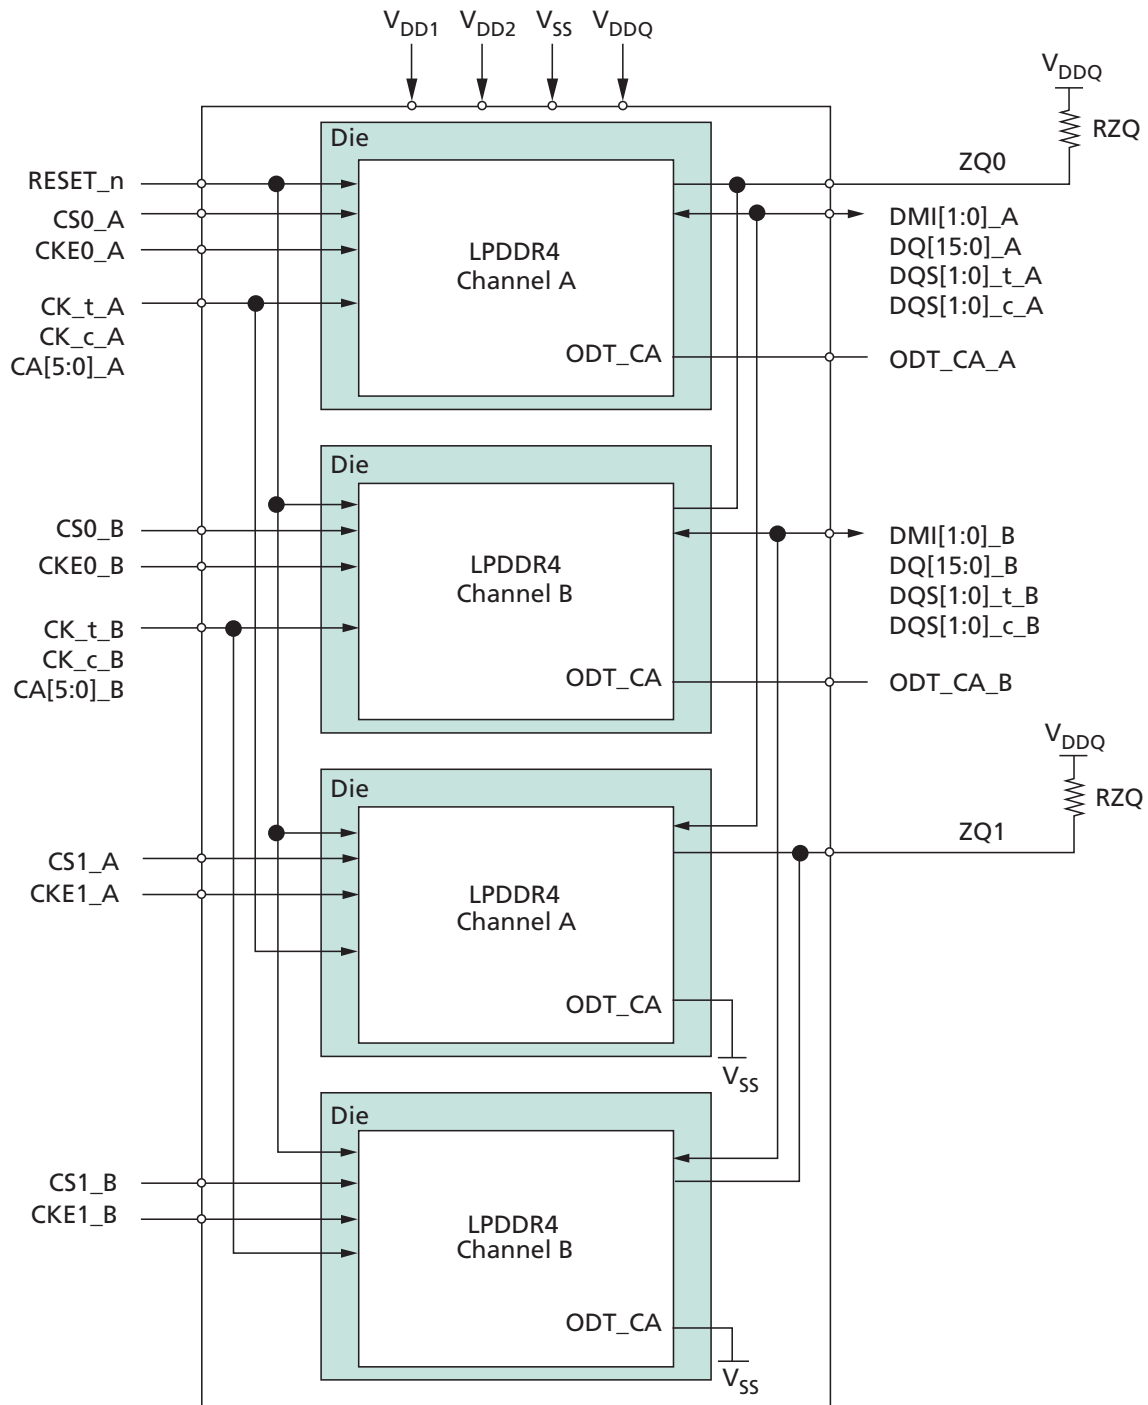 VDD1 VDD2 VSS VDDQ
VDDQ
RZQ
ZQ0
Die
RESET_n
CS0_A
CKE0_A
CK_t_A
CK_c_A
CA[5:0]_A
LPDDR4
Channel A
ODT_CA
DMI[1:0]_A
DQ[15:0]_A
DQS[1:0]_t_A
DQS[1:0]_c_A
ODT_CA_A
Die
CS0_B
CKE0_B
CK_t_B
CK_c_B
CA[5:0]_B
LPDDR4
Channel B
ODT_CA
DMI[1:0]_B
DQ[15:0]_B
DQS[1:0]_t_B
DQS[1:0]_c_B
ODT_CA_B
VDDQ
RZQ
ZQ1
Die
CS1_A
CKE1_A
LPDDR4
Channel A
ODT_CA
VSS
Die
CS1_B
CKE1_B
LPDDR4
Channel B
ODT_CA
VSS